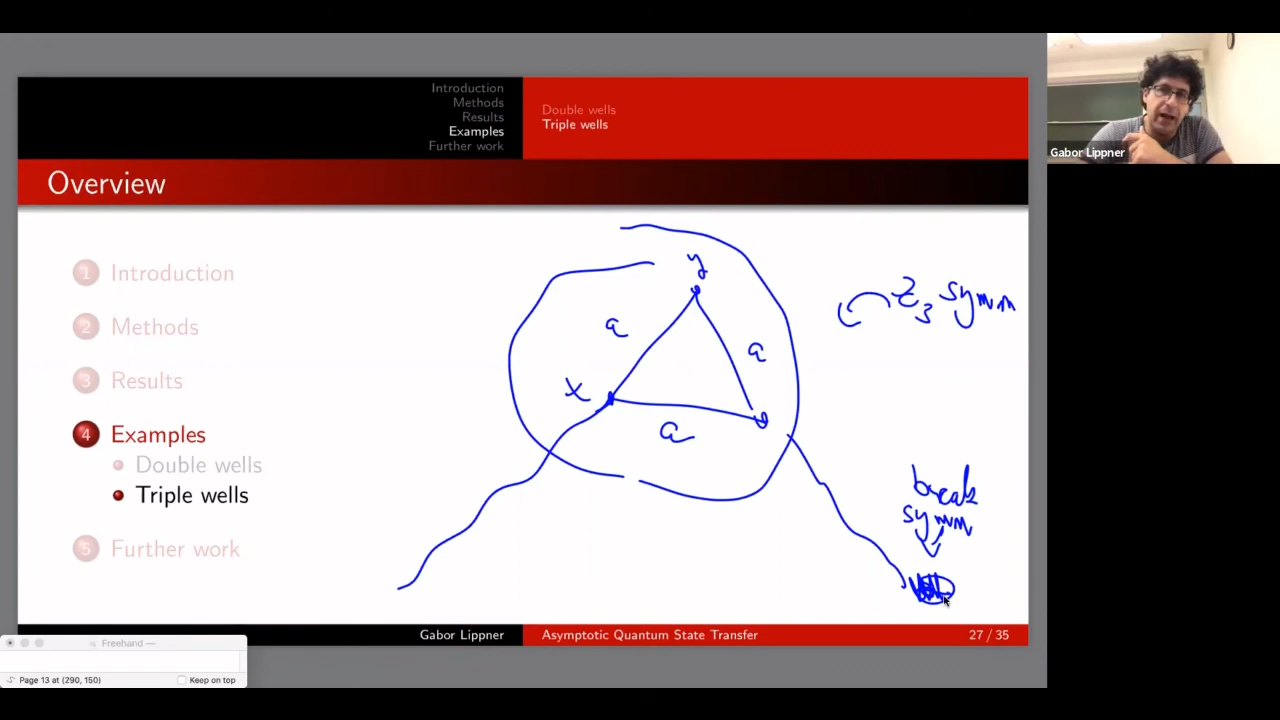 Introduction
Methods
Results
Examples
Further work
Double wells
Triple wells
Gabor Lippner
Overview
1 Introduction
2 Methods
3 Results
4 Examples
Double wells
Triple wells
5 Further work
y
a
a
x
a
Z3 symm
break
symm
Freehand —
Page 13 at (290, 150)
Keep on top
Gabor Lippner
Asymptotic Quantum State Transfer
27 / 35